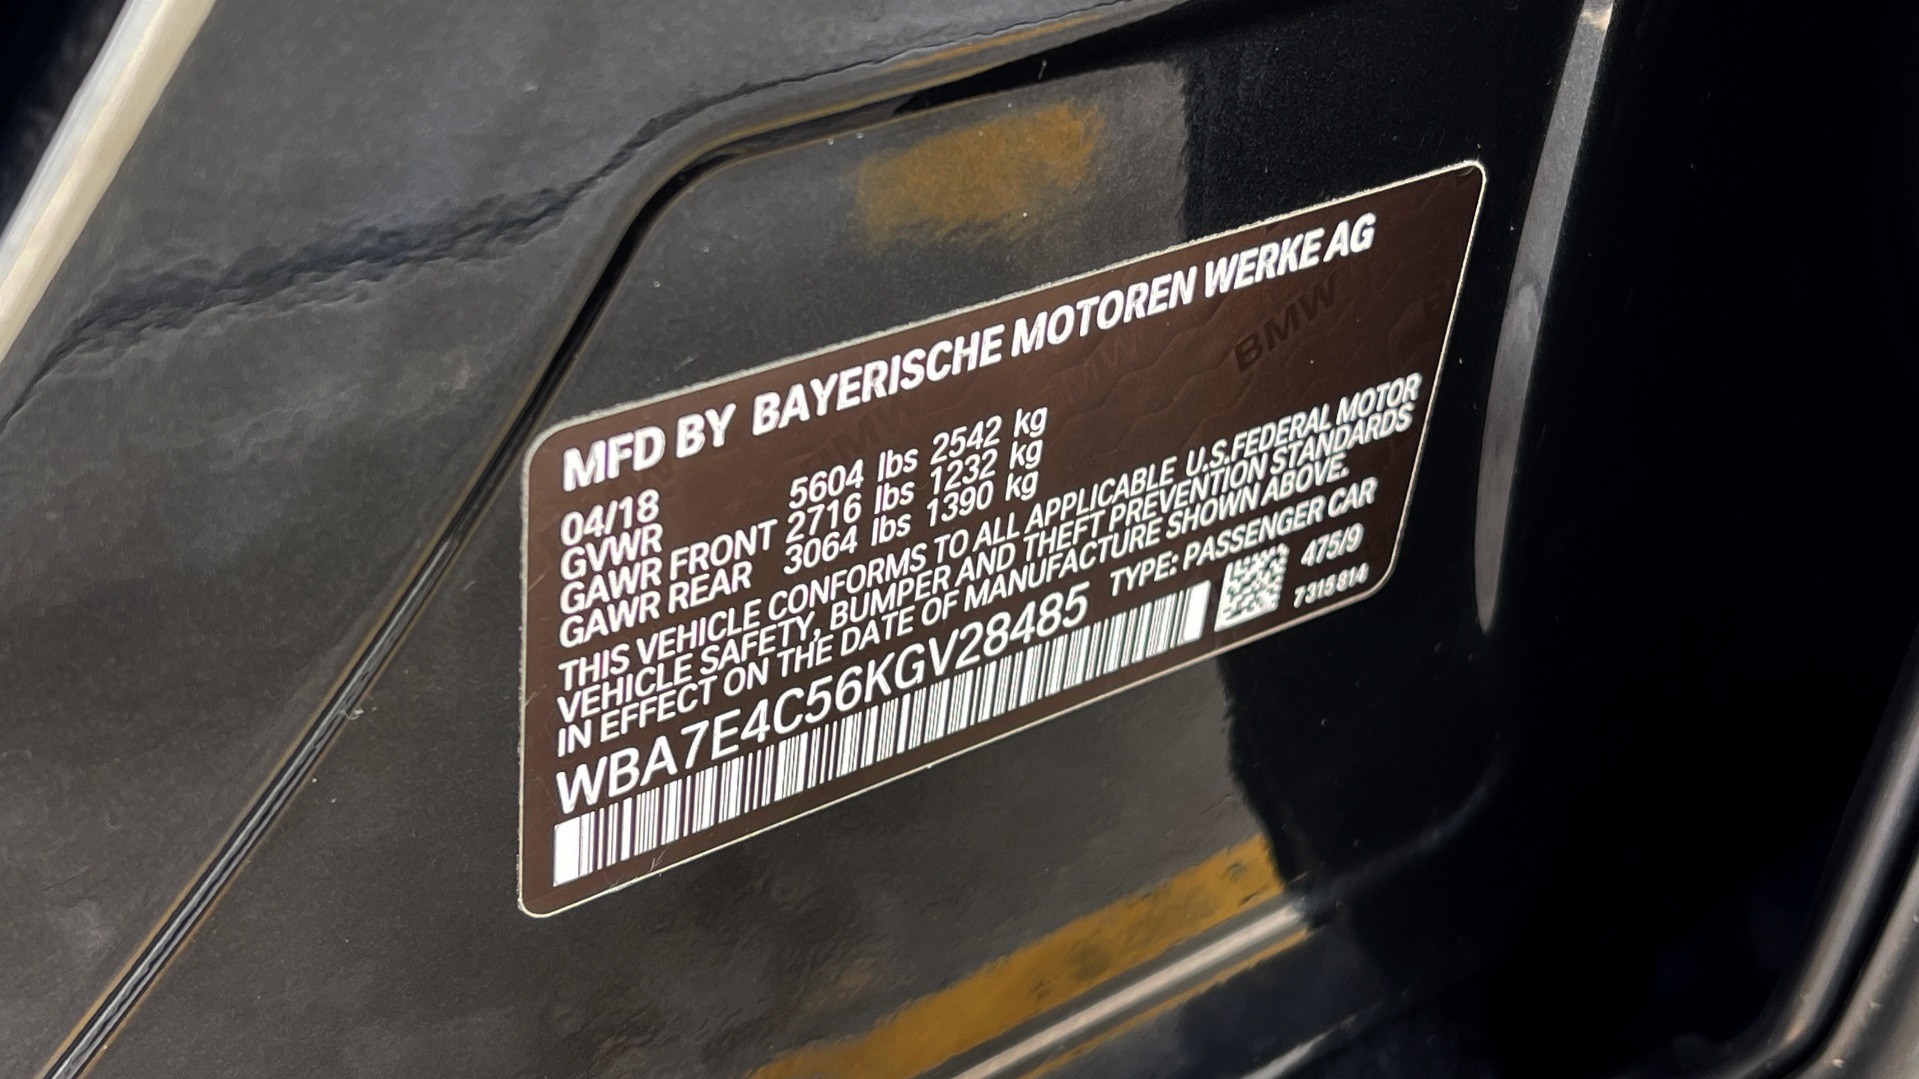 MFD BY BAYERISCHE MOTOREN WERKE AG
04/18
GVWR 5604 lbs 2542 kg
GAWR FRONT 2716 lbs 1232 kg
GAWR REAR 3064 lbs 1390 kg
THIS VEHICLE CONFORMS TO ALL APPLICABLE U.S.FEDERAL MOTOR
VEHICLE SAFETY, BUMPER AND THEFT PREVENTION STANDARDS
IN EFFECT ON THE DATE OF MANUFACTURE SHOWN ABOVE.
WBA7E4C56KGV28485 TYPE: PASSENGER CAR
475/9
7315814
BMW